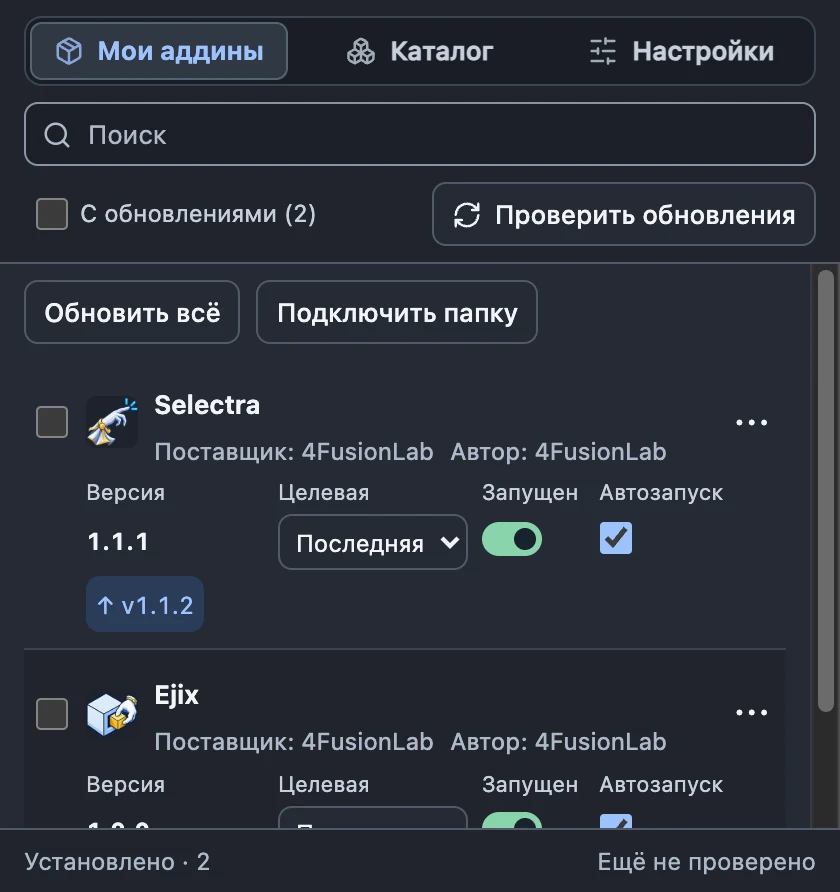 Мои аддины
Каталог
Настройки
Поиск
С обновлениями (2)
Проверить обновления
Обновить всё
Подключить папку
Selectra
Поставщик: 4FusionLab Автор: 4FusionLab
Версия Целевая Запущен Автозапуск
1.1.1 Последняя
↑ v1.1.2
Ejix
Поставщик: 4FusionLab Автор: 4FusionLab
Версия Целевая Запущен Автозапуск
Установлено · 2
Ещё не проверено